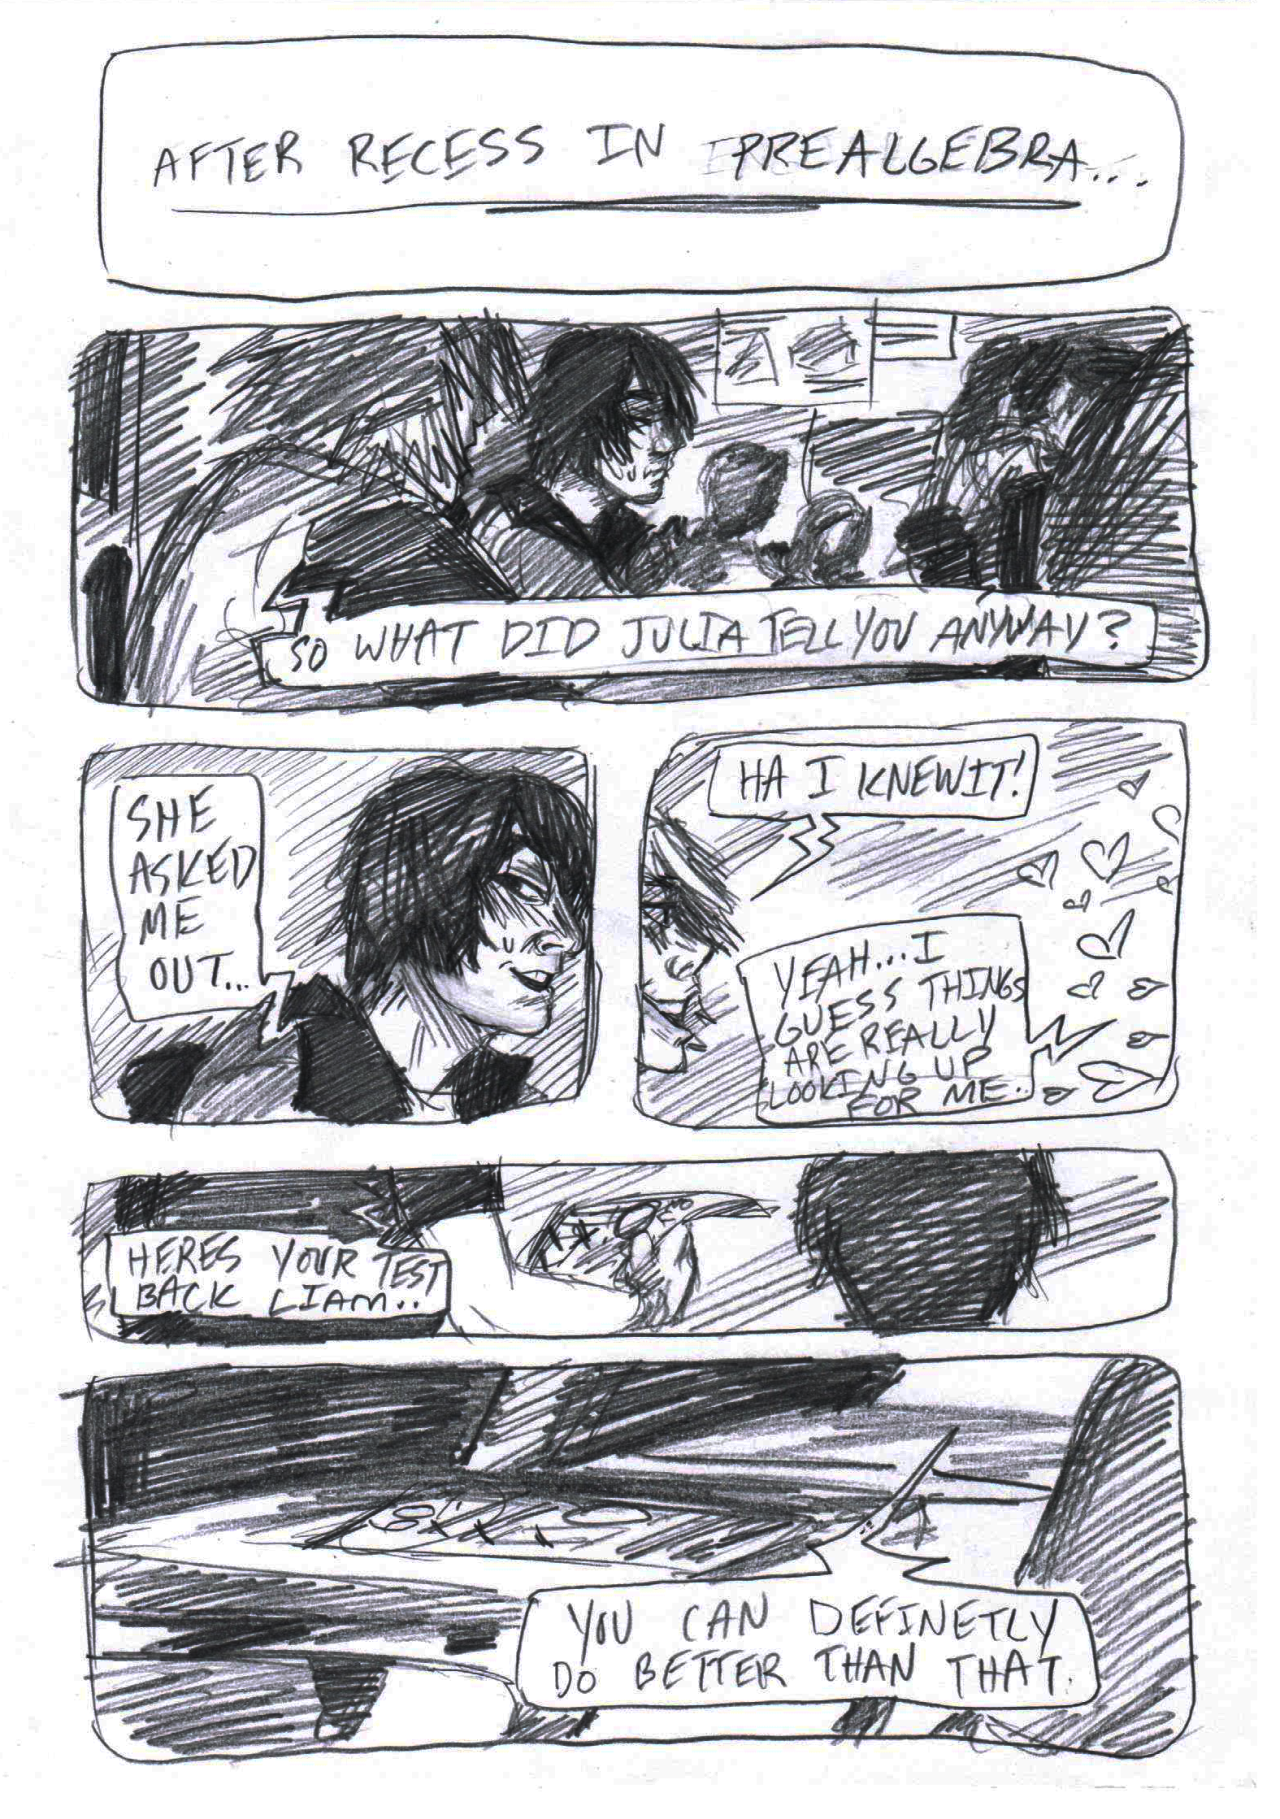 AFTER RECESS IN PREALGEBRA...
SO WHAT DID JULIA TELL YOU ANYWAY?
SHE
ASKED
ME
OUT...
HA I KNEWIT!
YEAH...I
GUESS THINGS
ARE REALLY
LOOKING UP
FOR ME..
HERES YOUR TEST
BACK LIAM..
YOU CAN DEFINETLY
DO BETTER THAN THAT.